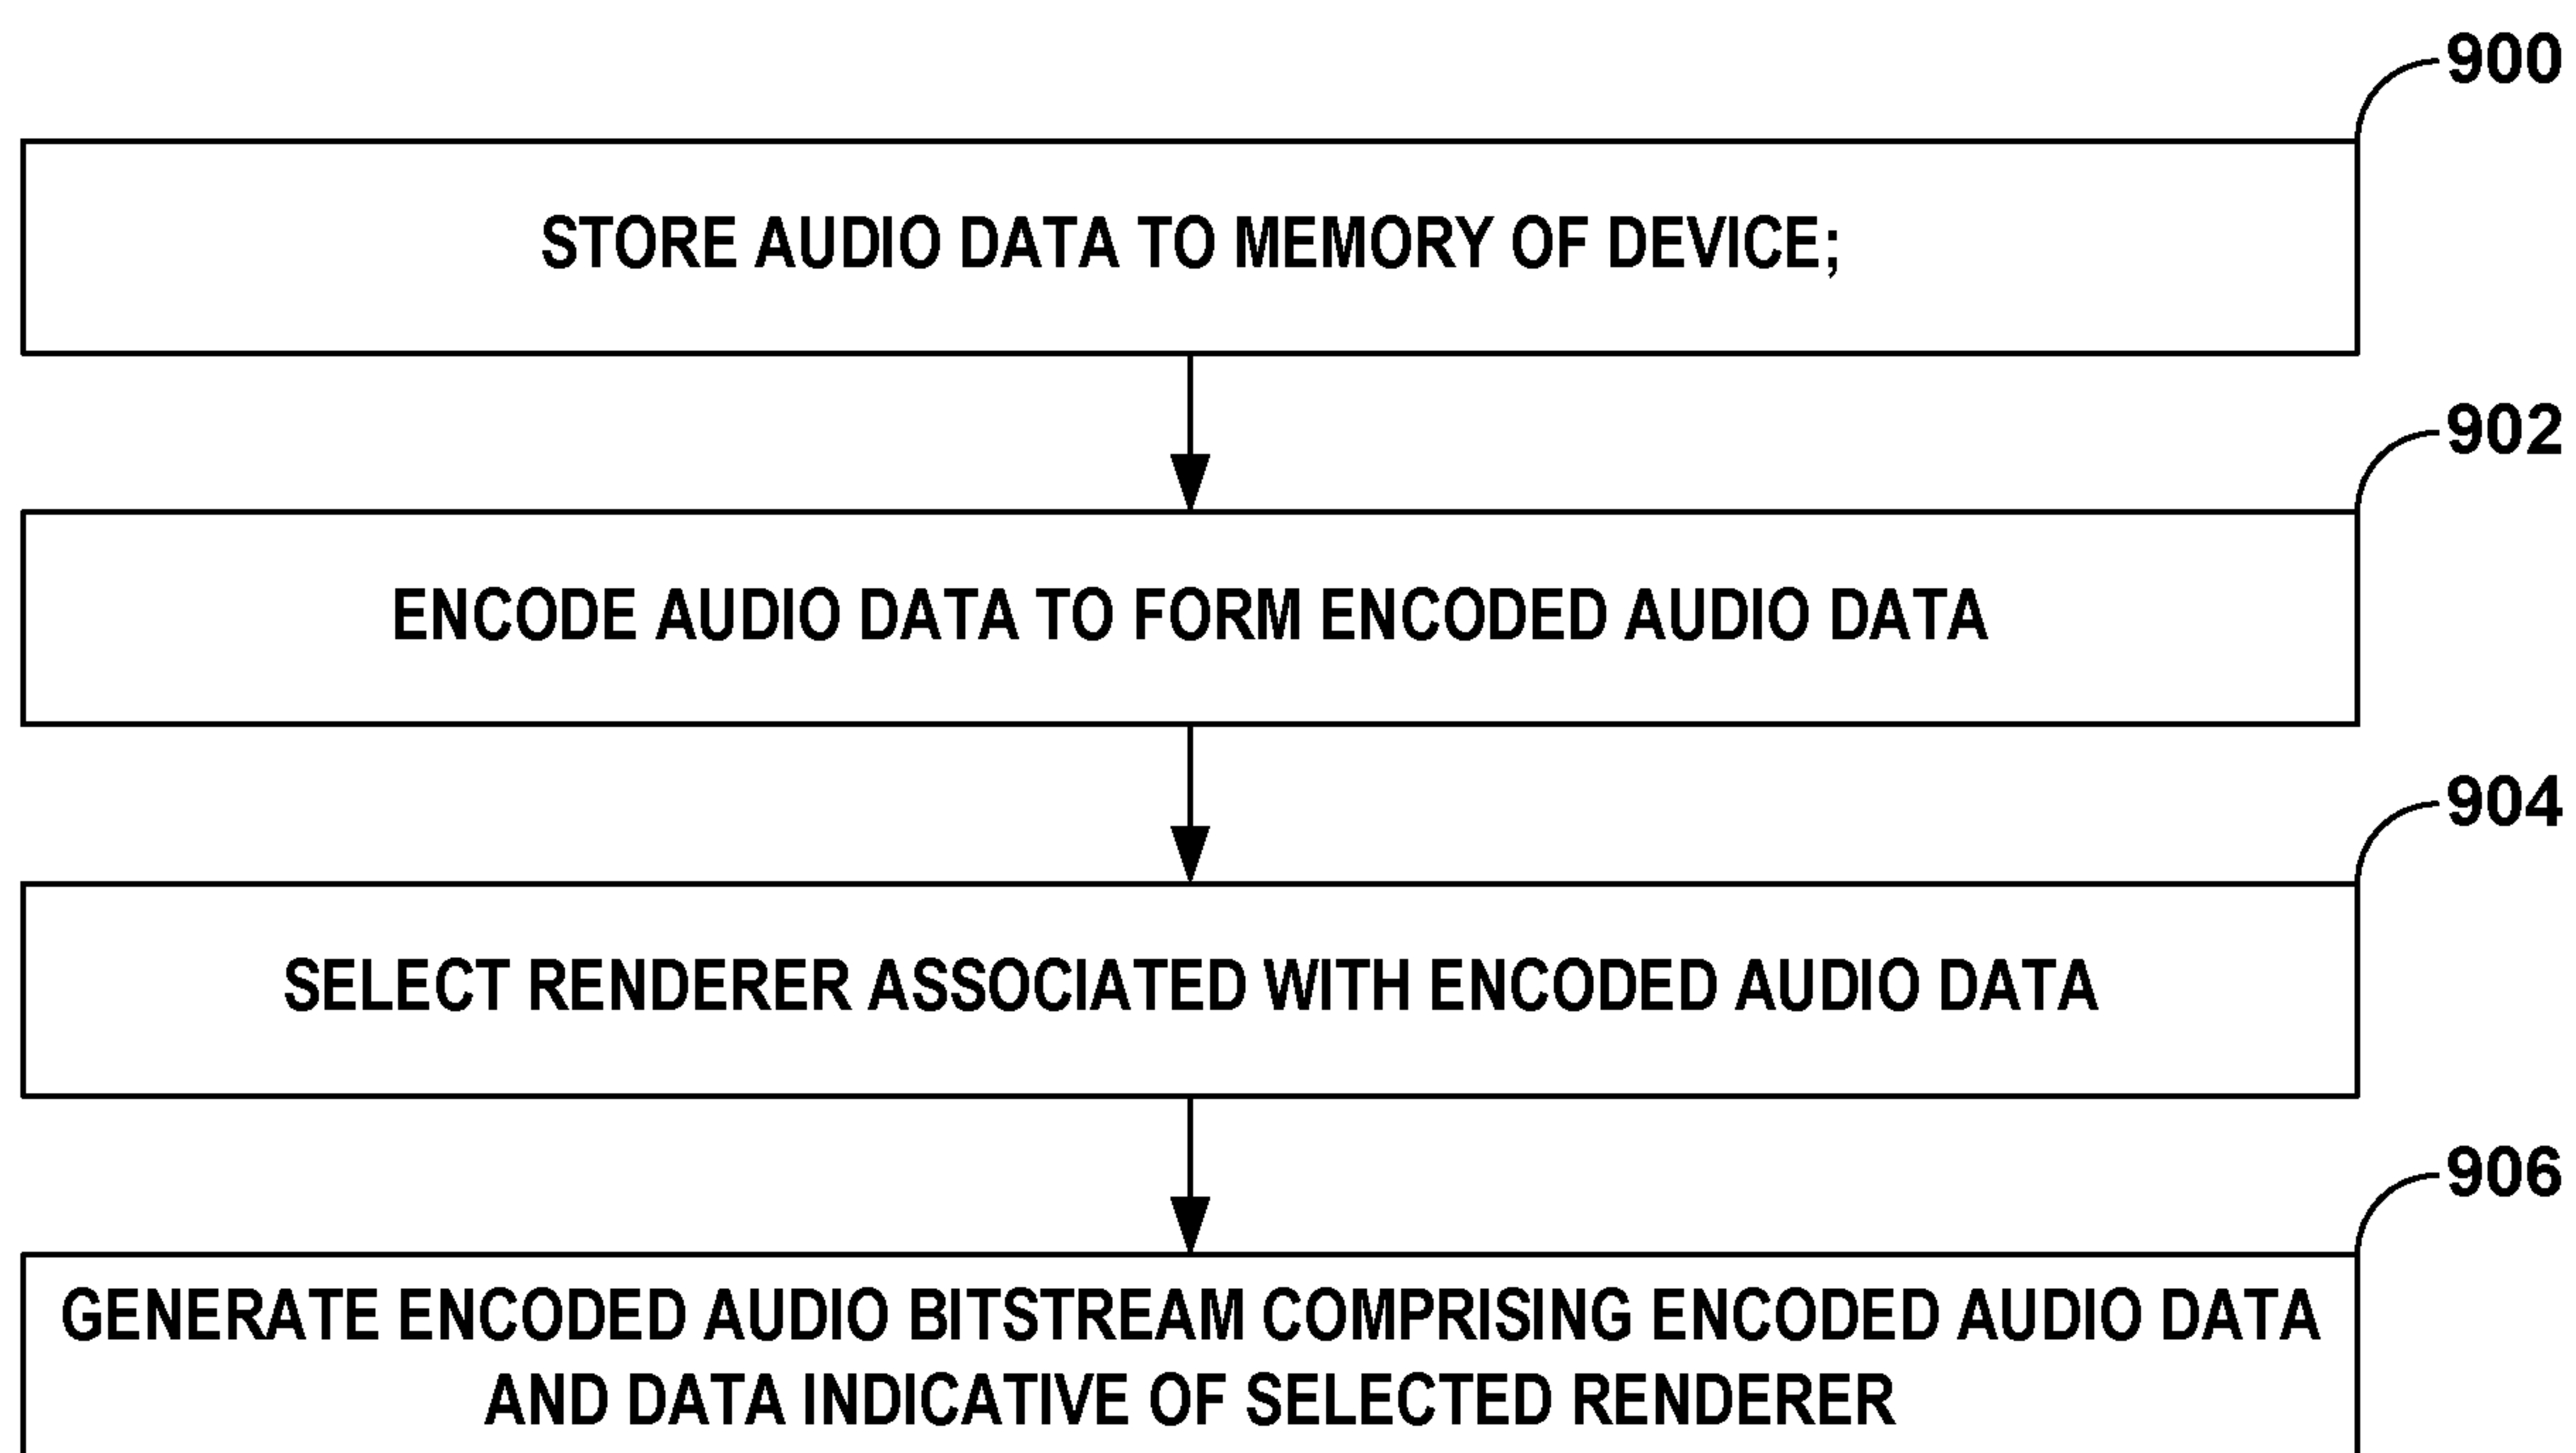 900
STORE AUDIO DATA TO MEMORY OF DEVICE;
902
ENCODE AUDIO DATA TO FORM ENCODED AUDIO DATA
904
SELECT RENDERER ASSOCIATED WITH ENCODED AUDIO DATA
906
GENERATE ENCODED AUDIO BITSTREAM COMPRISING ENCODED AUDIO DATA
AND DATA INDICATIVE OF SELECTED RENDERER